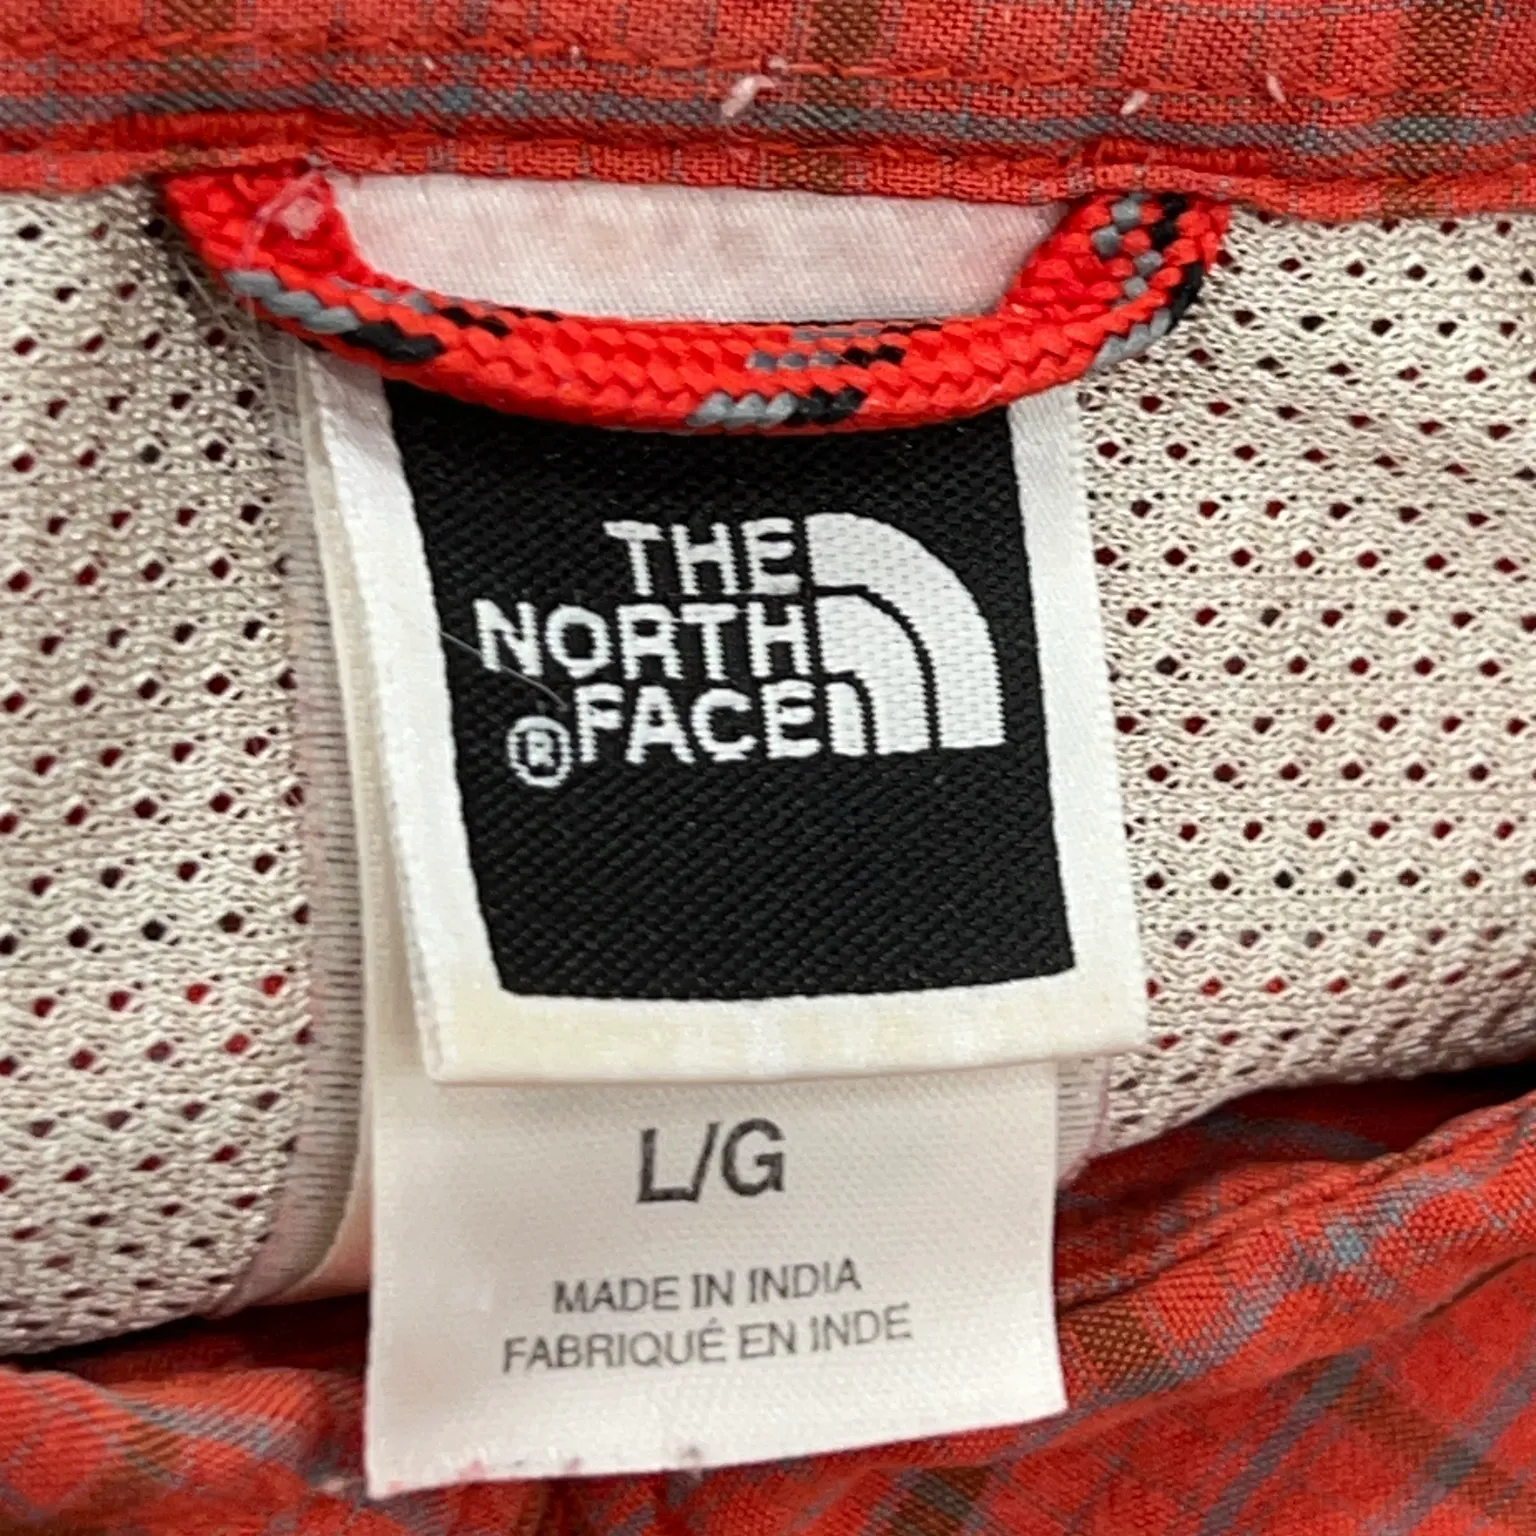 THE
NORTH
®FACE
L/G
MADE IN INDIA
FABRIQUÉ EN INDE